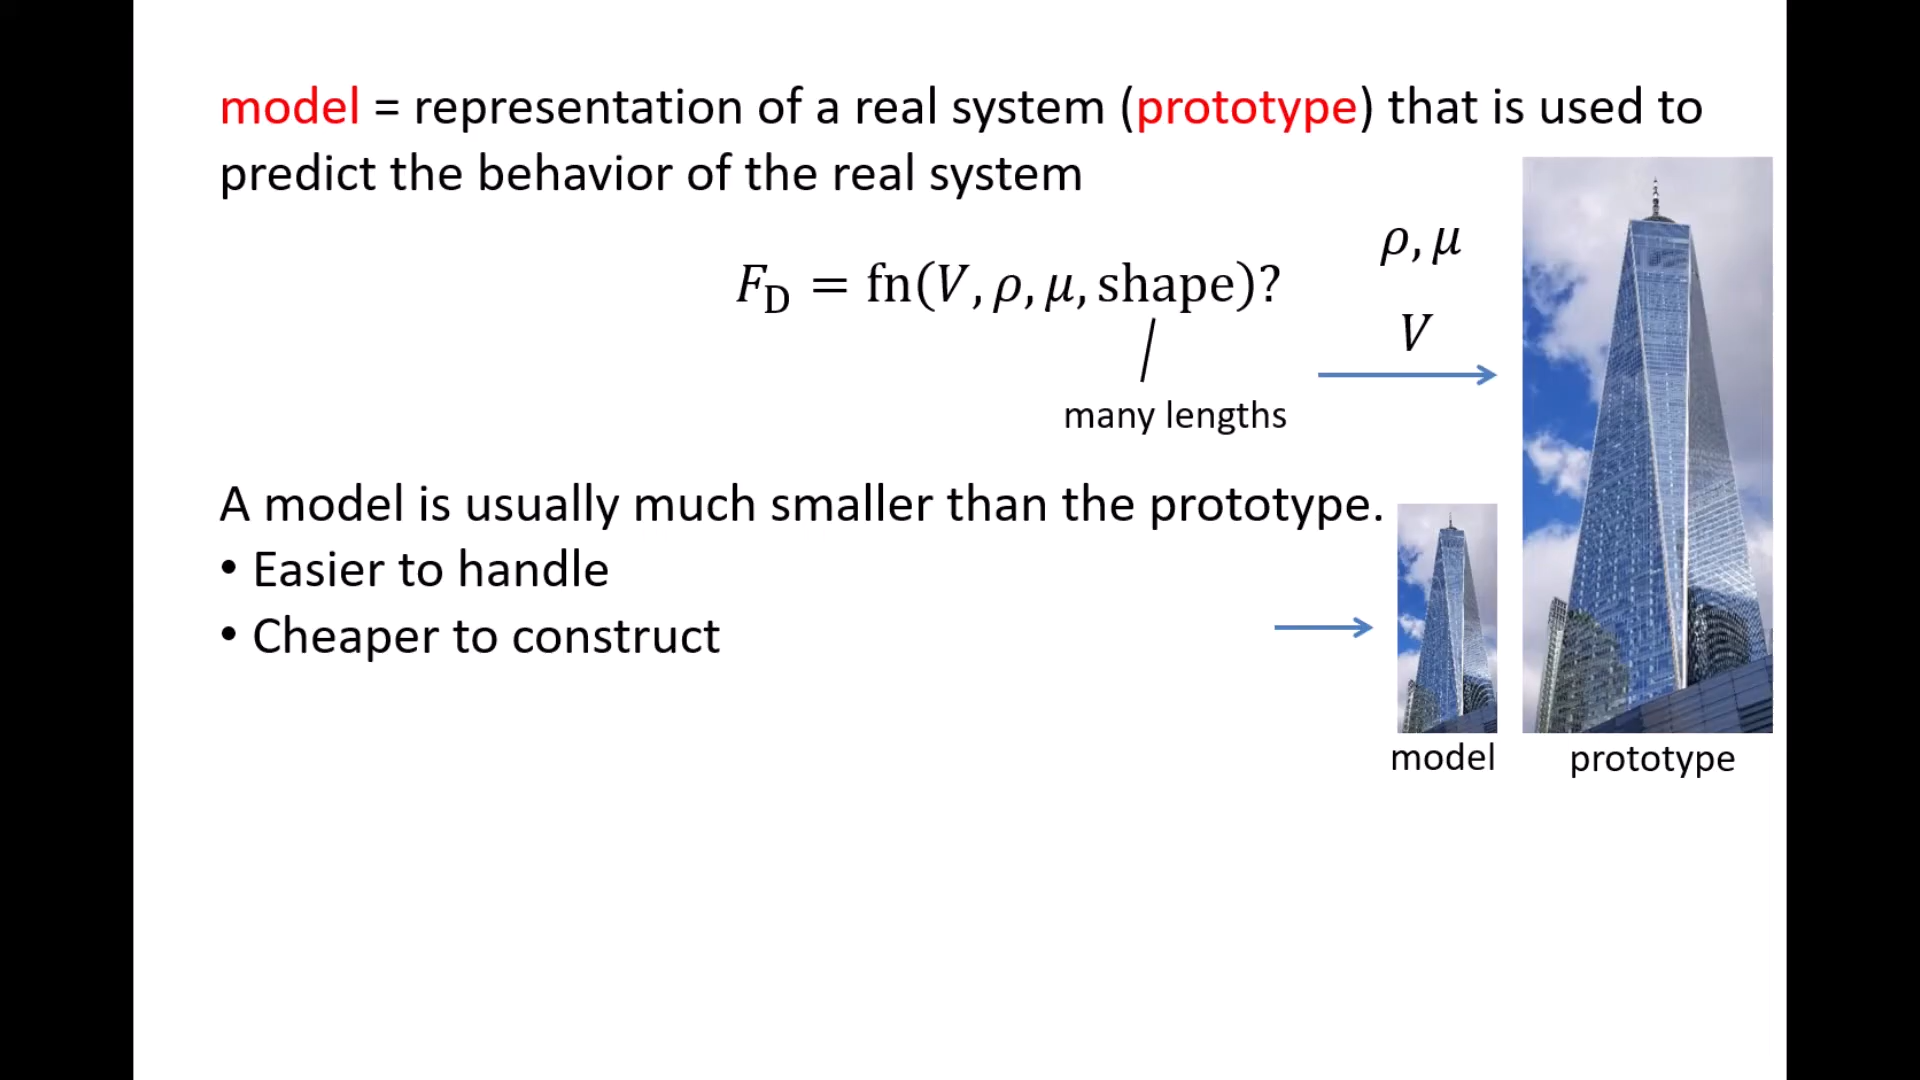 model = representation of a real system (prototype) that is used to
predict the behavior of the real system
ρ, μ
F_D = fn(V, ρ, μ, shape)?
V
many lengths
A model is usually much smaller than the prototype.
• Easier to handle
• Cheaper to construct
model
prototype